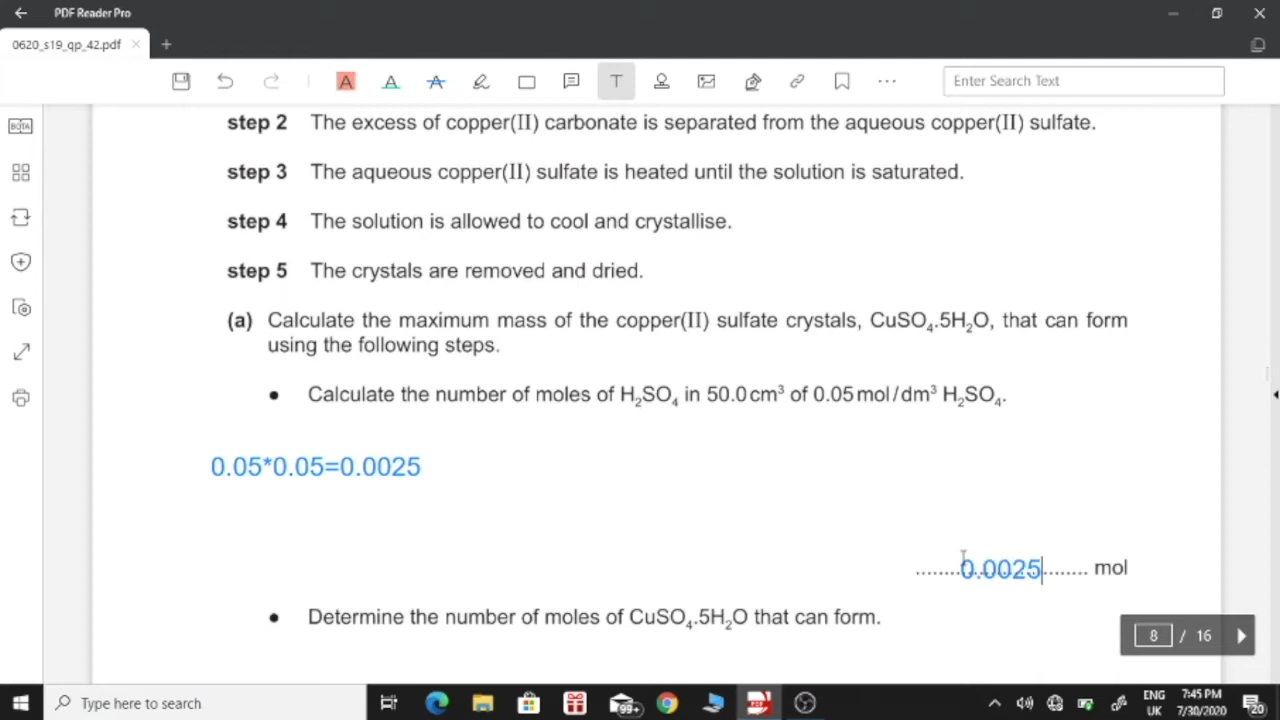 PDF Reader Pro
0620_s19_qp_42.pdf
A A A T Enter Search Text
BOTA
step 2 The excess of copper(II) carbonate is separated from the aqueous copper(II) sulfate.
step 3 The aqueous copper(II) sulfate is heated until the solution is saturated.
step 4 The solution is allowed to cool and crystallise.
step 5 The crystals are removed and dried.
(a) Calculate the maximum mass of the copper(II) sulfate crystals, CuSO₄.5H₂O, that can form
using the following steps.
• Calculate the number of moles of H₂SO₄ in 50.0 cm³ of 0.05 mol/dm³ H₂SO₄.
0.05*0.05=0.0025
........0.0025........ mol
• Determine the number of moles of CuSO₄.5H₂O that can form.
8 / 16
Type here to search
99+
PDF
ENG
UK
7:45 PM
7/30/2020
20